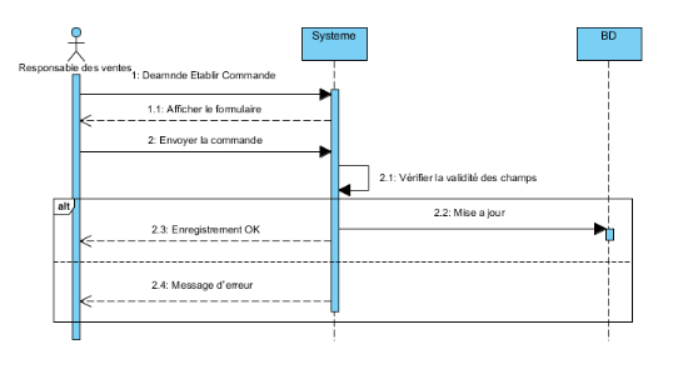 Systeme
BD
Responsable des ventes
1: Deamnde Etablir Commande
1.1: Afficher le formulaire
2: Envoyer la commande
2.1: Vérifier la validité des champs
alt
2.2: Mise a jour
2.3: Enregistrement OK
2.4: Message d'erreur